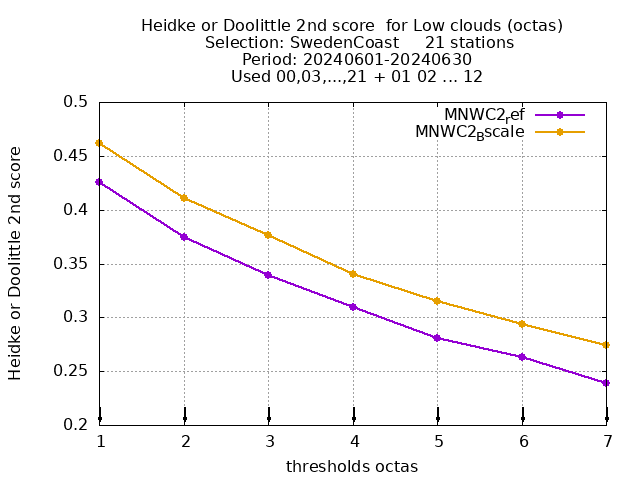 Heidke or Doolittle 2nd score  for Low clouds (octas)
Selection: SwedenCoast     21 stations
Period: 20240601-20240630
Used 00,03,...,21 + 01 02 ... 12
MNWC2ref
MNWC2Bscale
Heidke or Doolittle 2nd score
0.5
0.45
0.4
0.35
0.3
0.25
0.2
1 2 3 4 5 6 7
thresholds octas